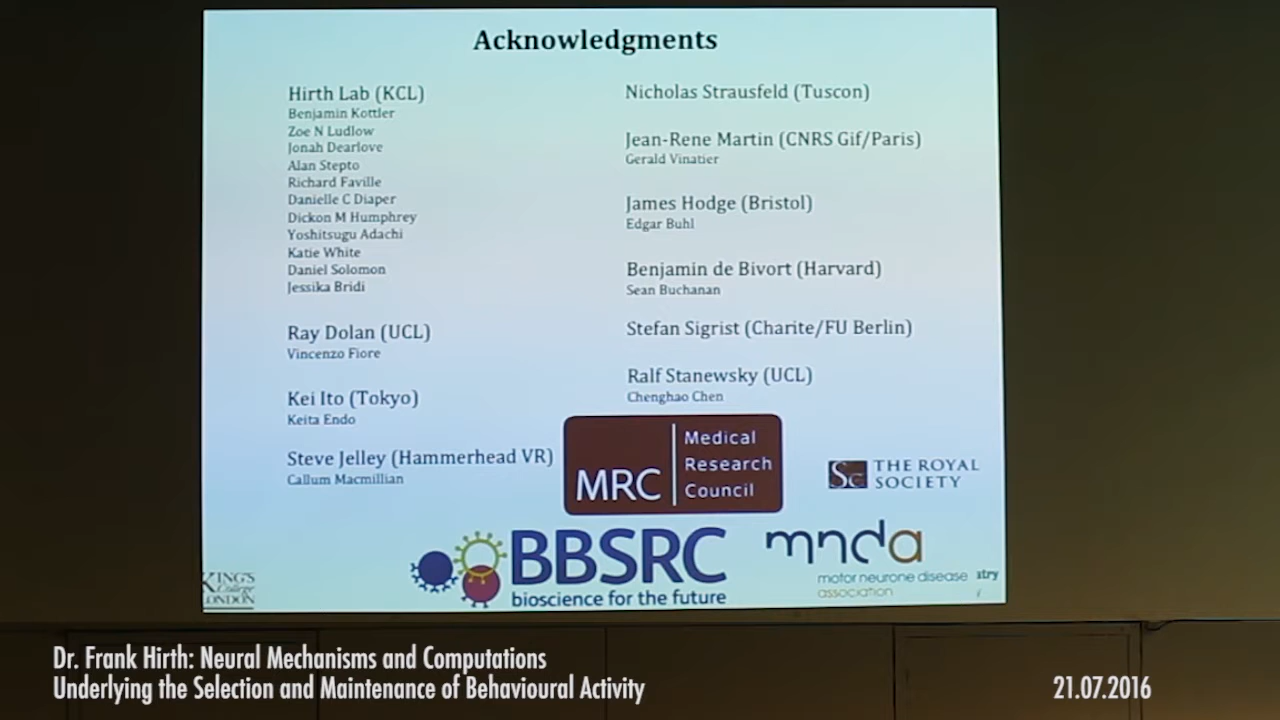 Acknowledgments
Hirth Lab (KCL)
Benjamin Kottler
Zoe N Ludlow
Jonah Dearlove
Alan Stepto
Richard Faville
Danielle C Diaper
Dickon M Humphrey
Yoshitsugu Adachi
Katie White
Daniel Solomon
Jessika Bridi
Ray Dolan (UCL)
Vincenzo Fiore
Kei Ito (Tokyo)
Keita Endo
Steve Jelley (Hammerhead VR)
Callum Macmillian
Nicholas Strausfeld (Tuscon)
Jean-Rene Martin (CNRS Gif/Paris)
Gerald Vinatier
James Hodge (Bristol)
Edgar Buhl
Benjamin de Bivort (Harvard)
Sean Buchanan
Stefan Sigrist (Charite/FU Berlin)
Ralf Stanewsky (UCL)
Chenghao Chen
MRC
Medical
Research
Council
THE ROYAL
SOCIETY
BBSRC
bioscience for the future
mnda
motor neurone disease
association
KING'S
College
LONDON
Dr. Frank Hirth: Neural Mechanisms and Computations
Underlying the Selection and Maintenance of Behavioural Activity
21.07.2016